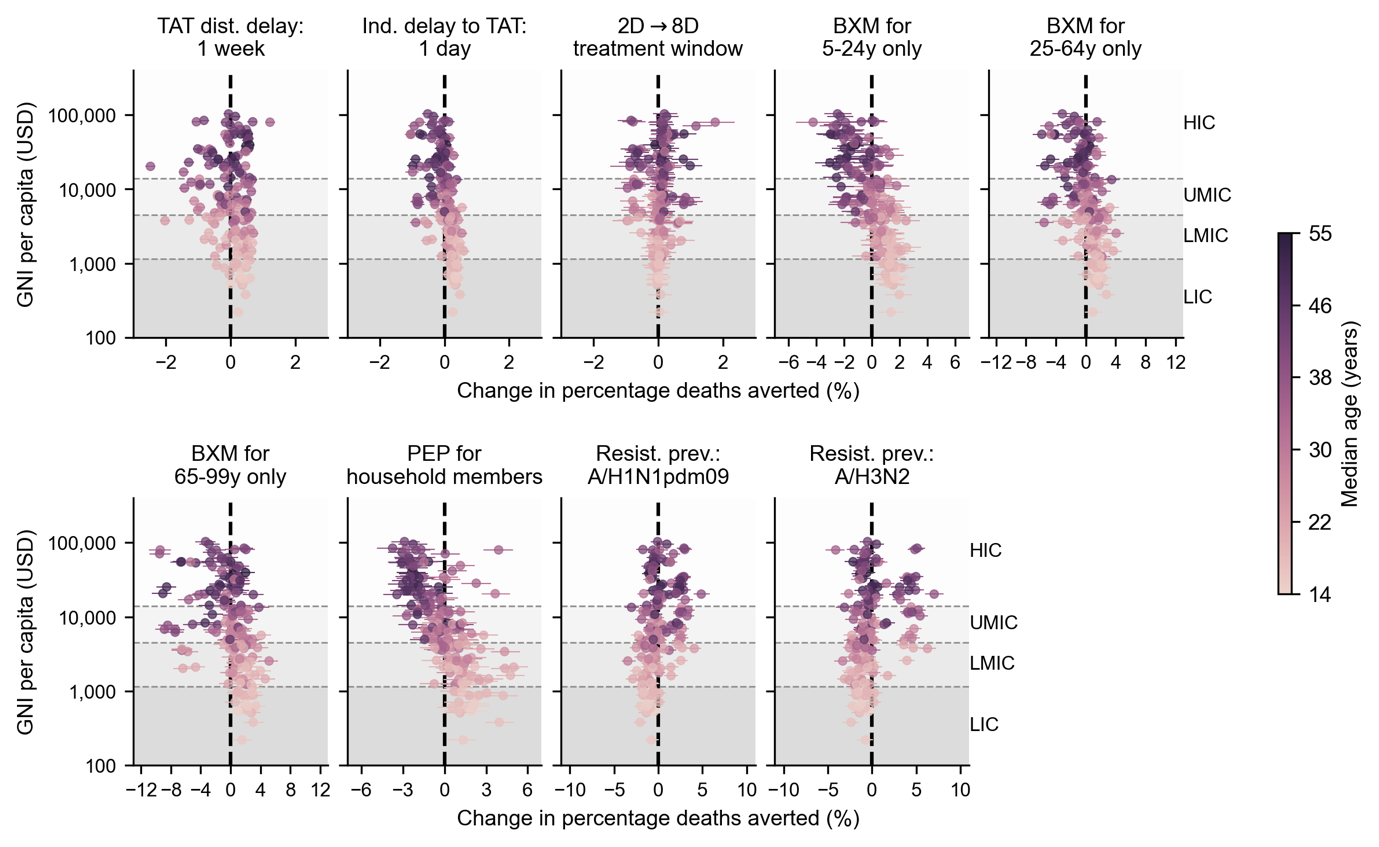 TAT dist. delay:
1 week
Ind. delay to TAT:
1 day
2D → 8D
treatment window
BXM for
5-24y only
BXM for
25-64y only
GNI per capita (USD)
100,000
10,000
1,000
100
HIC
UMIC
LMIC
LIC
−2 0 2
−2 0 2
−2 0 2
−6 −4 −2 0 2 4 6
−12 −8 −4 0 4 8 12
Change in percentage deaths averted (%)
55
46
38
30
22
14
Median age (years)
BXM for
65-99y only
PEP for
household members
Resist. prev.:
A/H1N1pdm09
Resist. prev.:
A/H3N2
GNI per capita (USD)
100,000
10,000
1,000
100
HIC
UMIC
LMIC
LIC
−12 −8 −4 0 4 8 12
−6 −3 0 3 6
−10 −5 0 5 10
−10 −5 0 5 10
Change in percentage deaths averted (%)